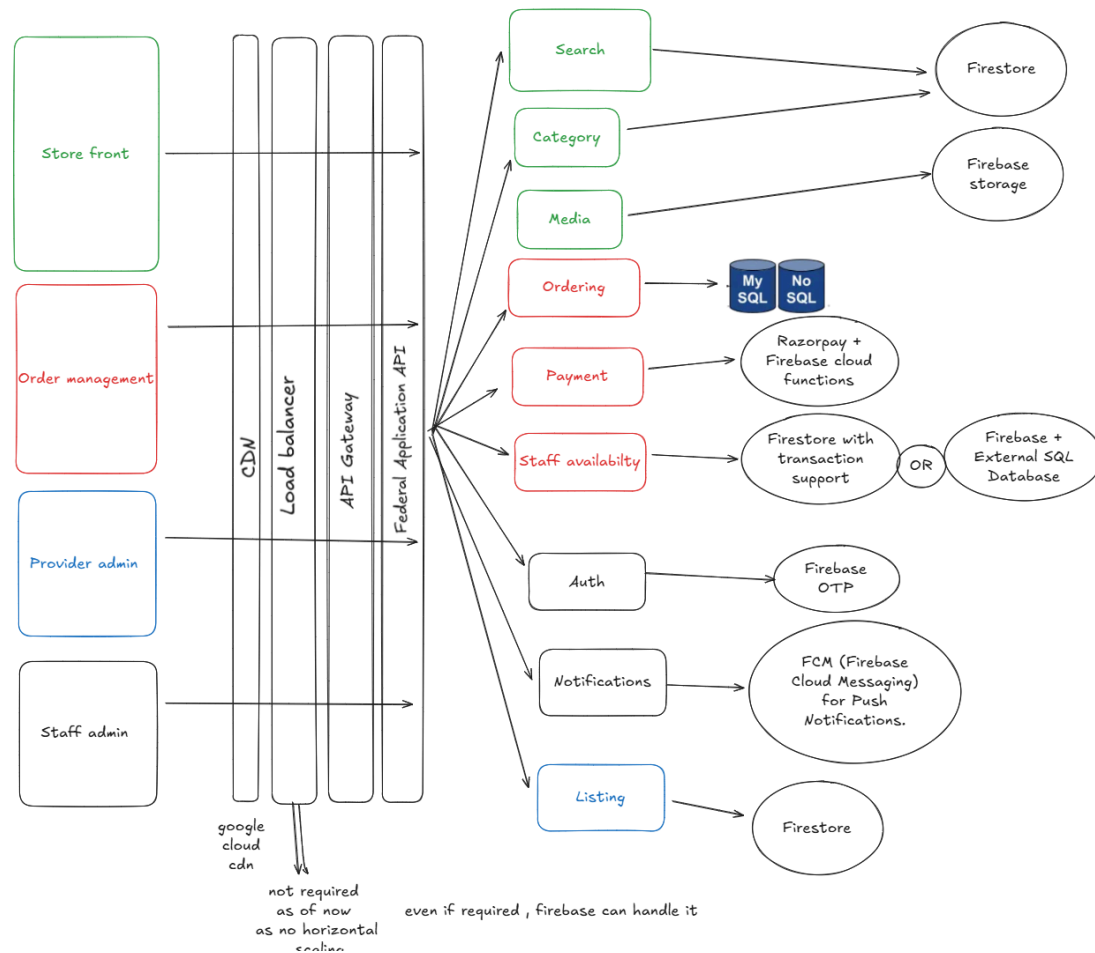 Store front
Order management
Provider admin
Staff admin
CDN
Load balancer
API Gateway
Federal Application API
google
cloud
cdn
not required
as of now
as no horizontal
scaling
even if required , firebase can handle it
Search
Category
Media
Ordering
Payment
Staff availabilty
Auth
Notifications
Listing
Firestore
Firebase
storage
My
SQL
No
SQL
Razorpay +
Firebase cloud
functions
Firestore with
transaction
support
OR
Firebase +
External SQL
Database
Firebase
OTP
FCM (Firebase
Cloud Messaging)
for Push
Notifications.
Firestore